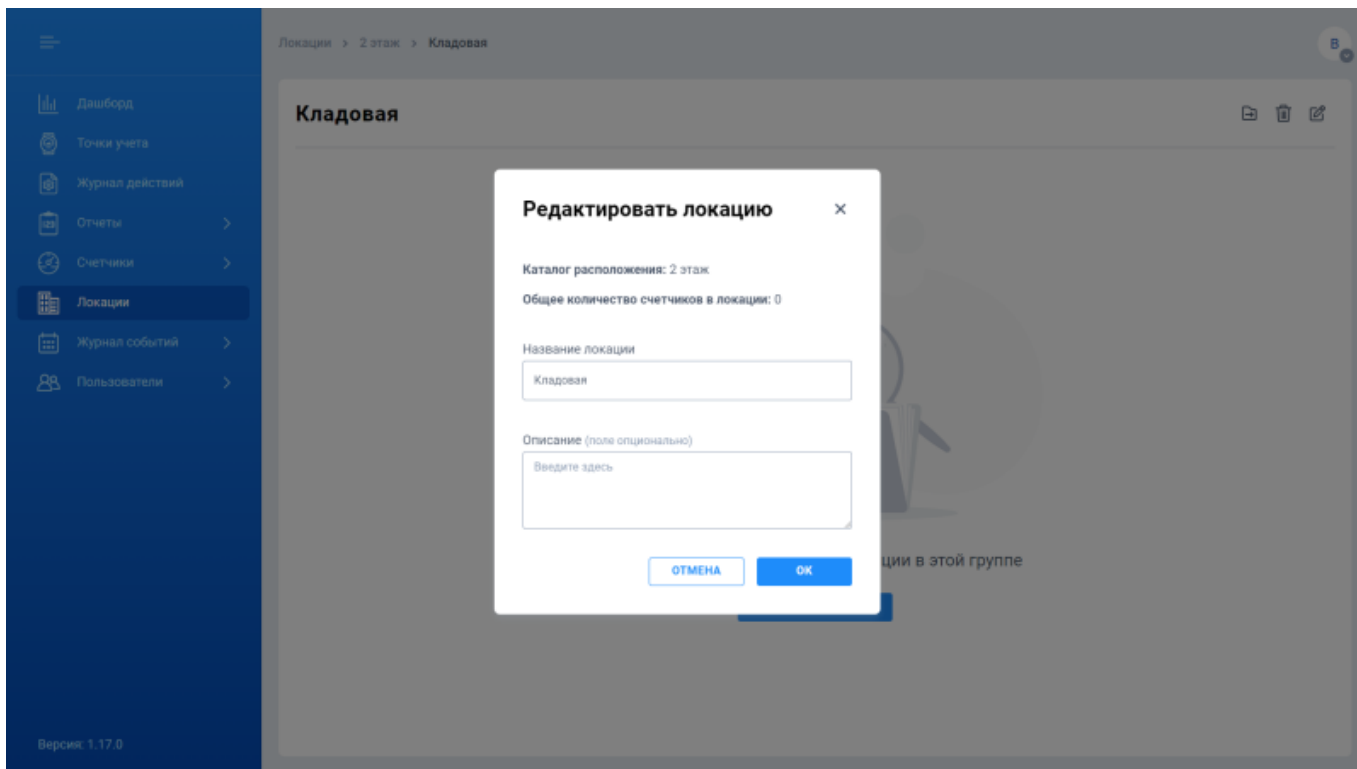 Локации > 2 этаж > Кладовая
B
Дашборд
Точки учета
Журнал действий
Отчеты
Счетчики
Локации
Журнал событий
Пользователи
Версия: 1.17.0
Кладовая
Редактировать локацию
Каталог расположения: 2 этаж
Общее количество счетчиков в локации: 0
Название локации
Кладовая
Описание (поле опционально)
Введите здесь
ОТМЕНА
ОК
ции в этой группе